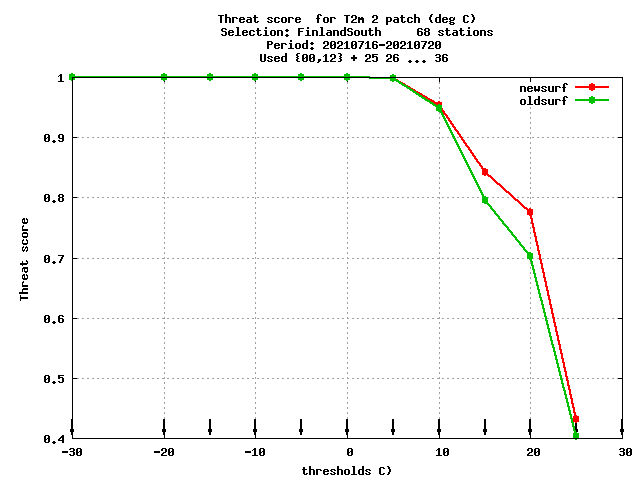 Threat score  for T2m 2 patch (deg C)
Selection: FinlandSouth     68 stations
Period: 20210716-20210720
Used {00,12} + 25 26 ... 36
newsurf
oldsurf
1
0.9
0.8
0.7
0.6
0.5
0.4
Threat score
-30
-20
-10
0
10
20
30
thresholds C)